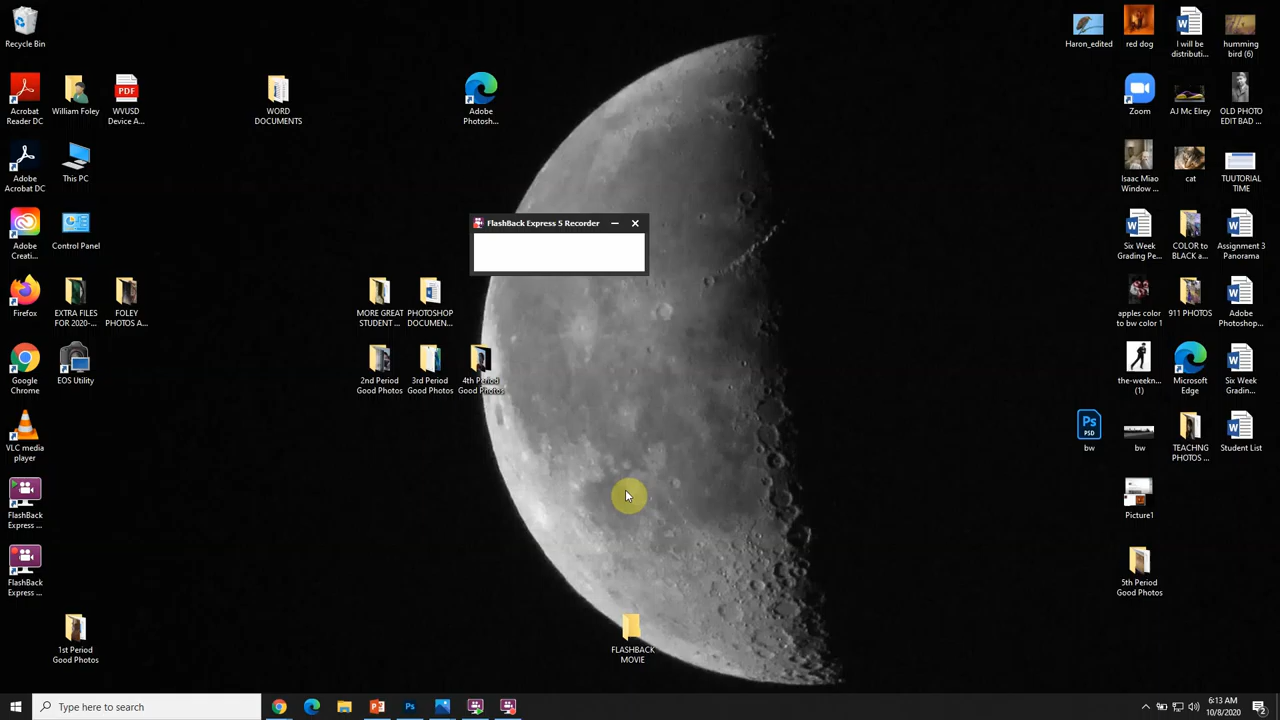 Recycle Bin
Acrobat
Reader DC
William Foley
PDF
WVUSD
Device A...
WORD
DOCUMENTS
Adobe
Photosh...
Haron_edited
red dog
I will be
distributi...
humming
bird (6)
Adobe
Acrobat DC
This PC
Zoom
AJ Mc Elrey
OLD PHOTO
EDIT BAD ...
Adobe
Creati...
Control Panel
Isaac Miao
Window ...
cat
TUUTORIAL
TIME
FlashBack Express 5 Recorder
Six Week
Grading Pe...
COLOR to
BLACK a...
Assignment 3
Panorama
Firefox
EXTRA FILES
FOR 2020-...
FOLEY
PHOTOS A...
MORE GREAT
STUDENT ...
PHOTOSHOP
DOCUMEN...
apples color
to bw color 1
911 PHOTOS
Adobe
Photoshop...
Google
Chrome
EOS Utility
2nd Period
Good Photos
3rd Period
Good Photos
4th Period
Good Photos
the-weekn...
(1)
Microsoft
Edge
Six Week
Gradin...
VLC media
player
Ps
PSD
bw
bw
TEACHNG
PHOTOS ...
Student List
FlashBack
Express ...
Picture1
FlashBack
Express ...
5th Period
Good Photos
1st Period
Good Photos
FLASHBACK
MOVIE
Type here to search
Ps
6:13 AM
10/8/2020
2